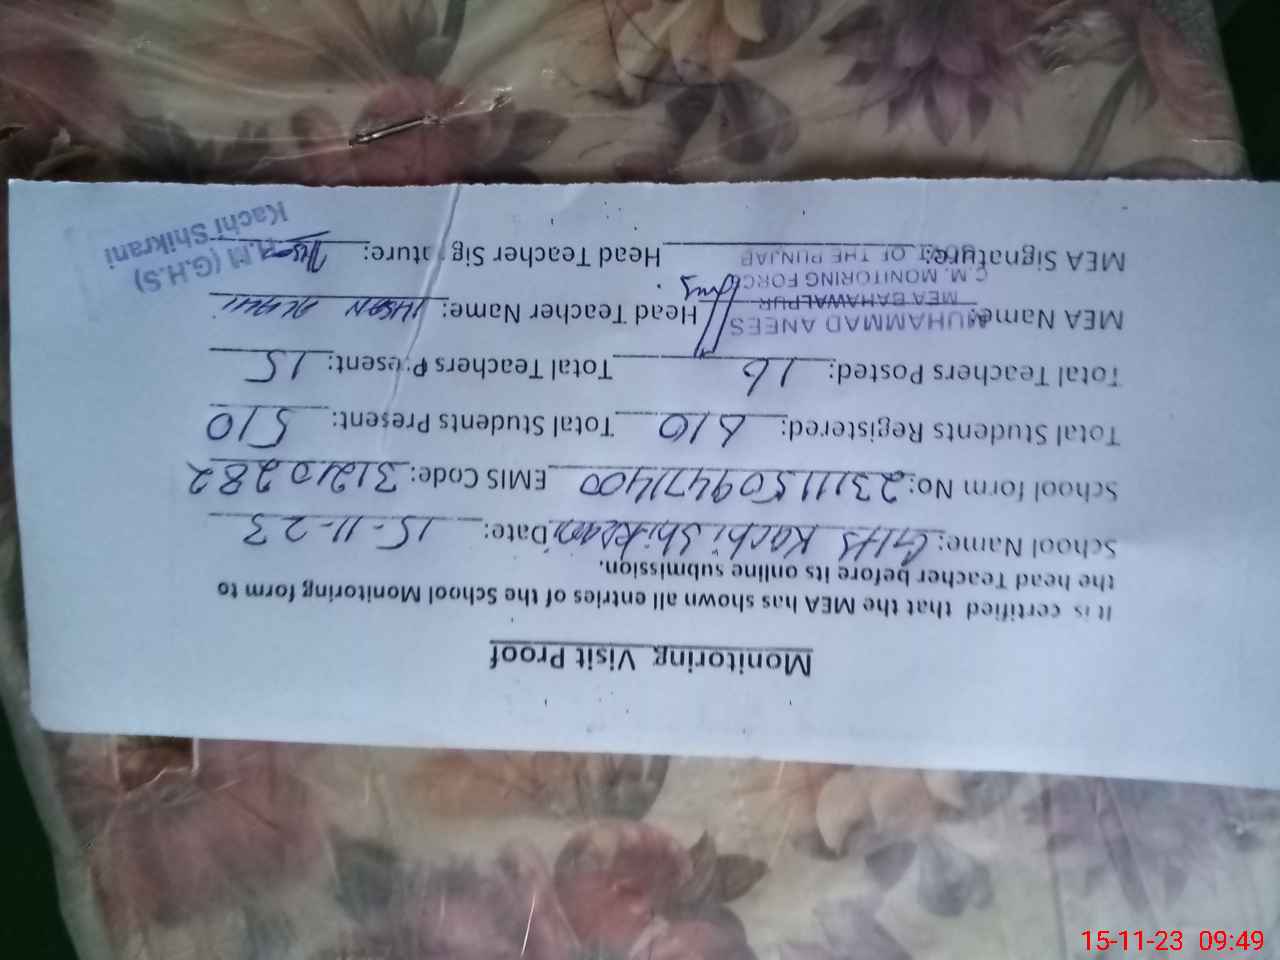 Monitoring Visit Proof
It is certified that the MEA has shown all entries of the School Monitoring form to
the head Teacher before its online submission.
School Name: GHS Kachi Shikrani Date: 15-11-23
School form No: 23111509471400 EMIS Code: 31210282
Total Students Registered: 610 Total Students Present: 510
Total Teachers Posted: 16 Total Teachers Present: 15
MEA Name: MUHAMMAD ANEES Head Teacher Name: IHSAN
MEA BAHAWALPUR
C.M. MONITORING FORCE
MEA Signature: GOVT. OF THE PUNJAB Head Teacher Signature:
H.M (G.H.S)
Kachi Shikrani
15-11-23 09:49